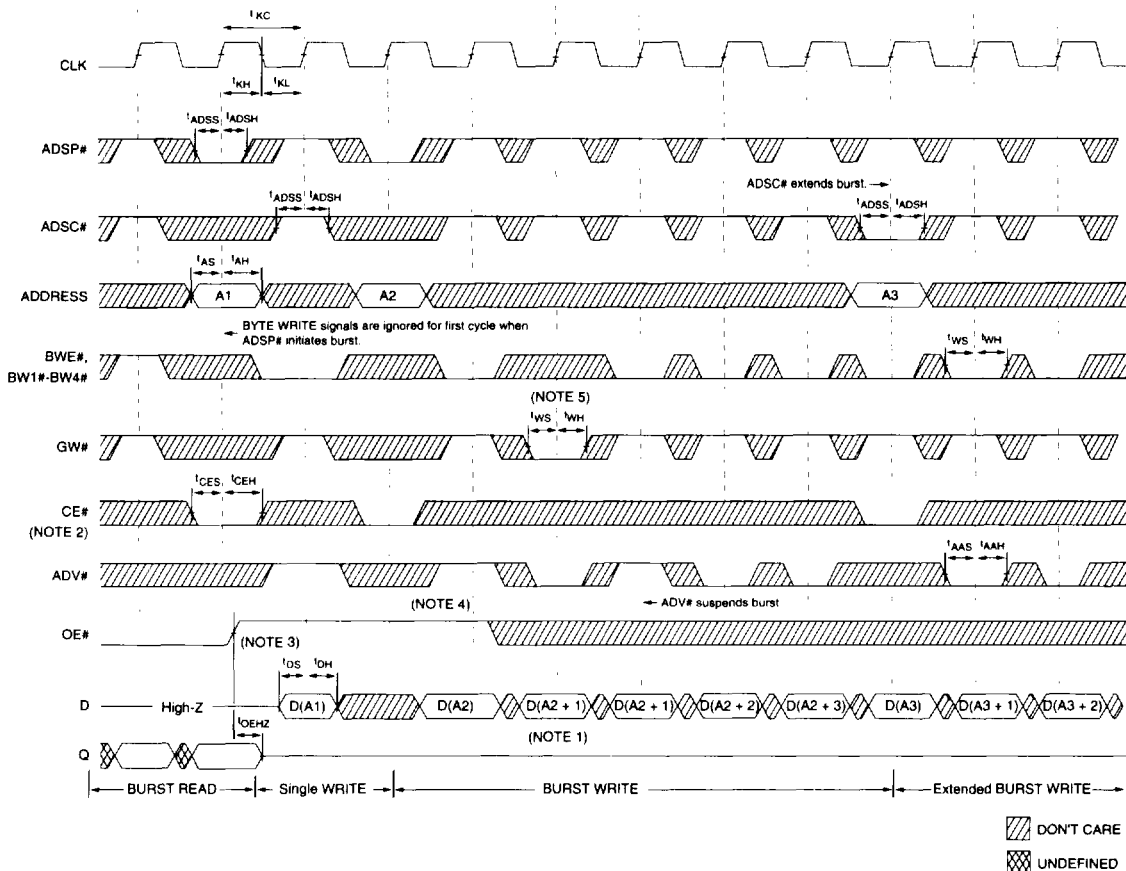 tKC
CLK
tKH tKL
tADSS tADSH
ADSP#
ADSC# extends burst.
tADSS tADSH
tADSS tADSH
ADSC#
tAS tAH
ADDRESS A1 A2 A3
BYTE WRITE signals are ignored for first cycle when
ADSP# initiates burst.
BWE#,
BW1#-BW4#
tWS tWH
(NOTE 5)
tWS tWH
GW#
tCES tCEH
CE#
(NOTE 2)
tAAS tAAH
ADV#
(NOTE 4) ADV# suspends burst
OE#
(NOTE 3)
tDS tDH
D High-Z D(A1) D(A2) D(A2 + 1) D(A2 + 1) D(A2 + 2) D(A2 + 3) D(A3) D(A3 + 1) D(A3 + 2)
tOEHZ
(NOTE 1)
Q
BURST READ Single WRITE BURST WRITE Extended BURST WRITE
DON'T CARE
UNDEFINED